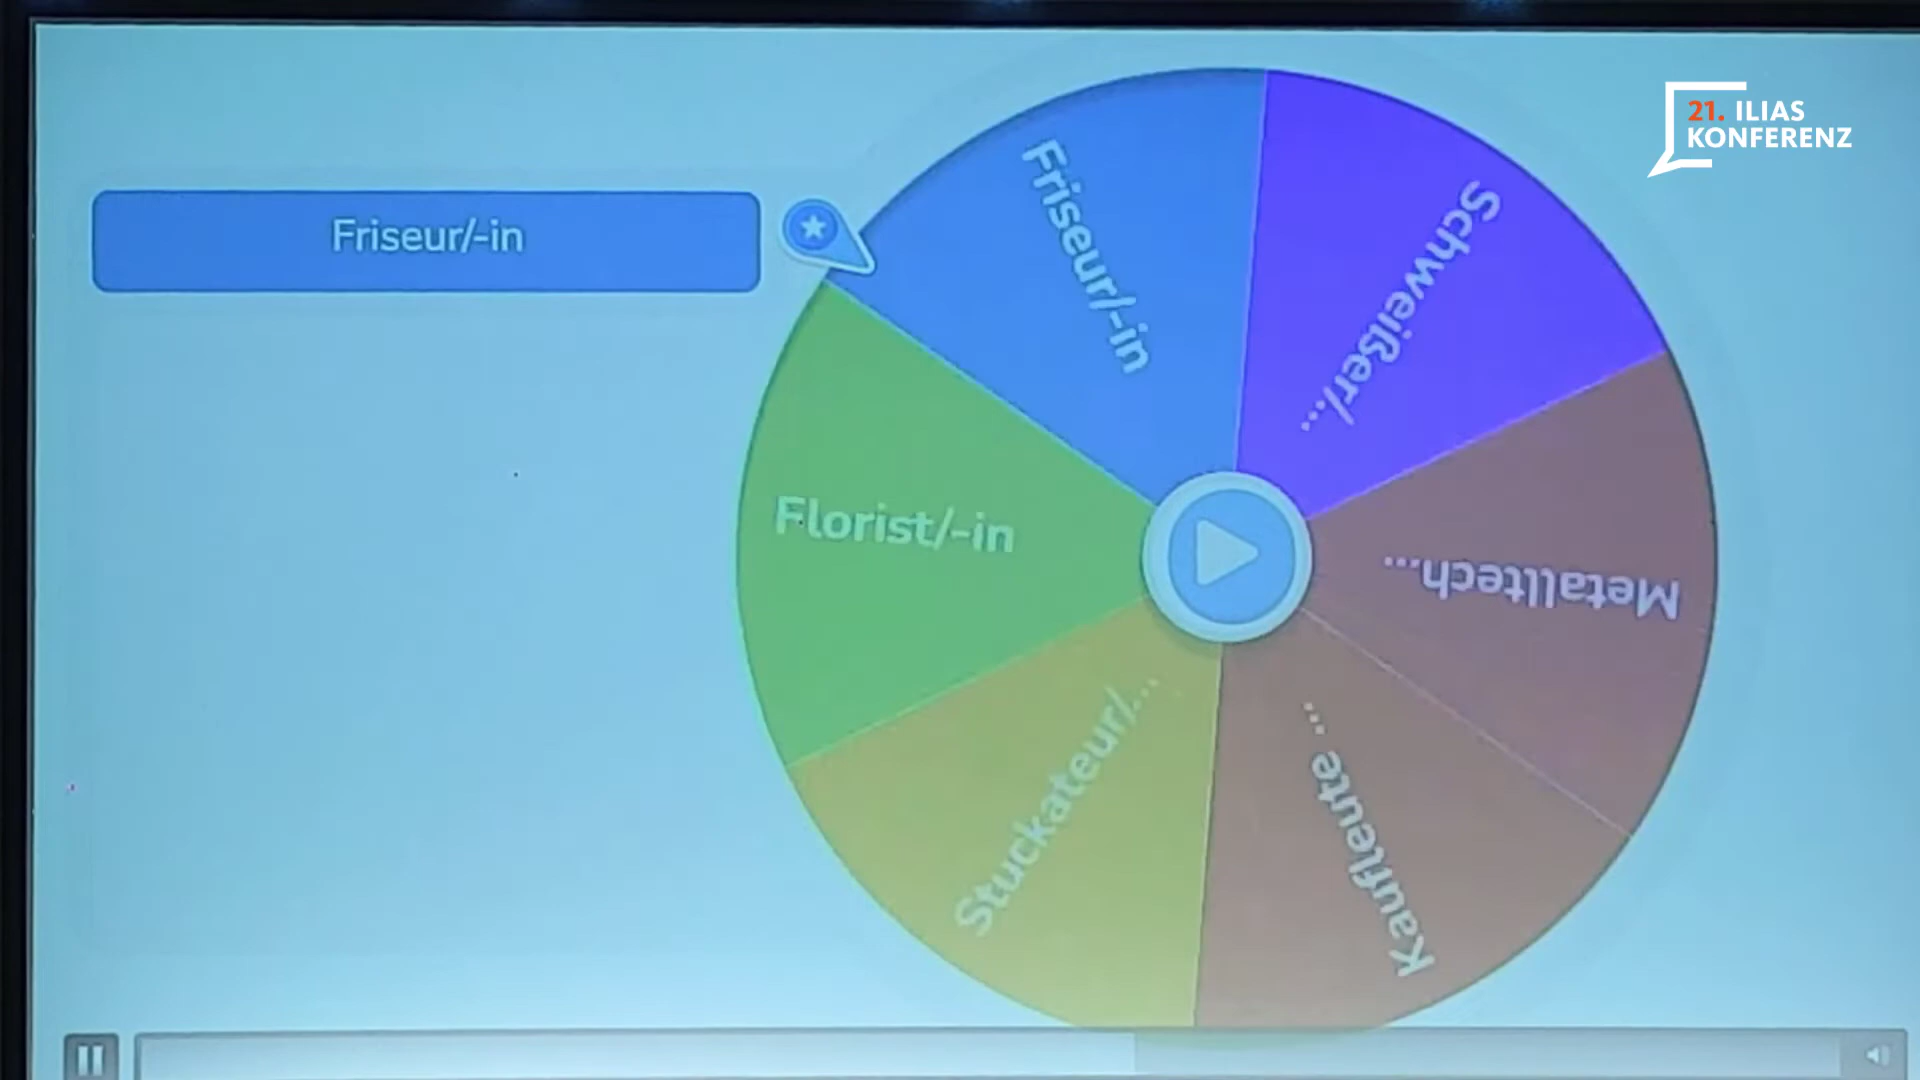 21. ILIAS
KONFERENZ
Friseur/-in
Friseur/-in
Schweißer/...
Metalltech...
Kaufleute ...
Stuckateur/...
Florist/-in